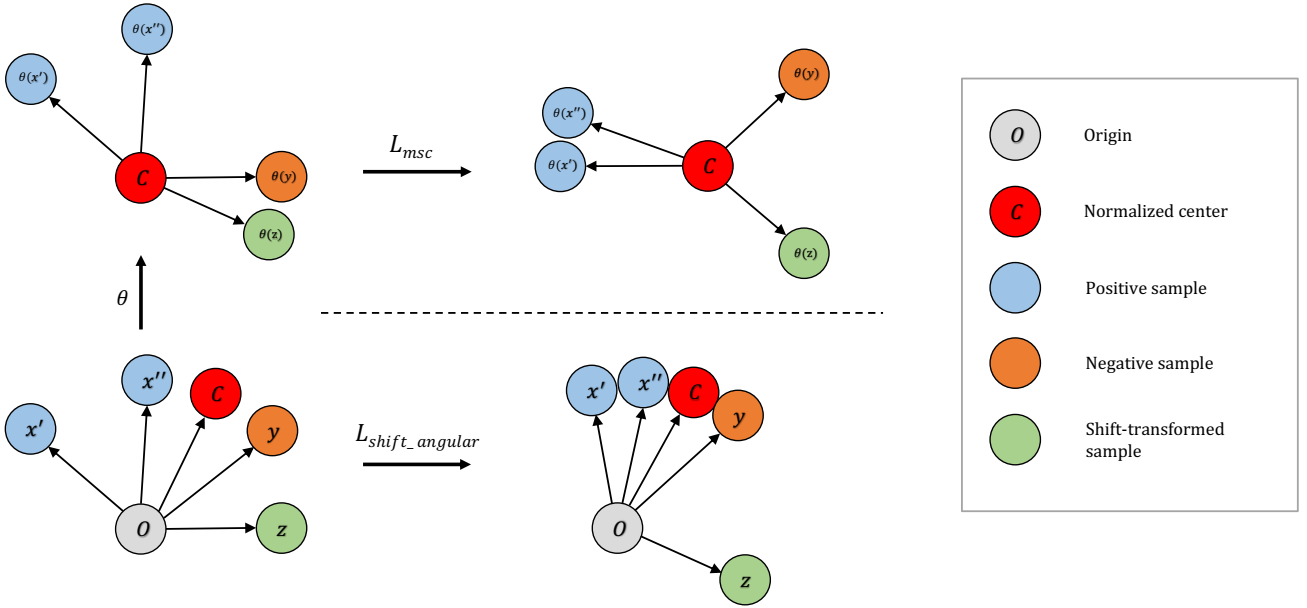 θ(x′′)
θ(x′)
C
θ(y)
θ(z)
L_msc
θ(y)
θ(x′′)
θ(x′)
C
θ(z)
θ
x′′
C
x′
y
O
z
L_shift_angular
x′
x′′
C
y
O
z
O
Origin
C
Normalized center
Positive sample
Negative sample
Shift-transformed
sample